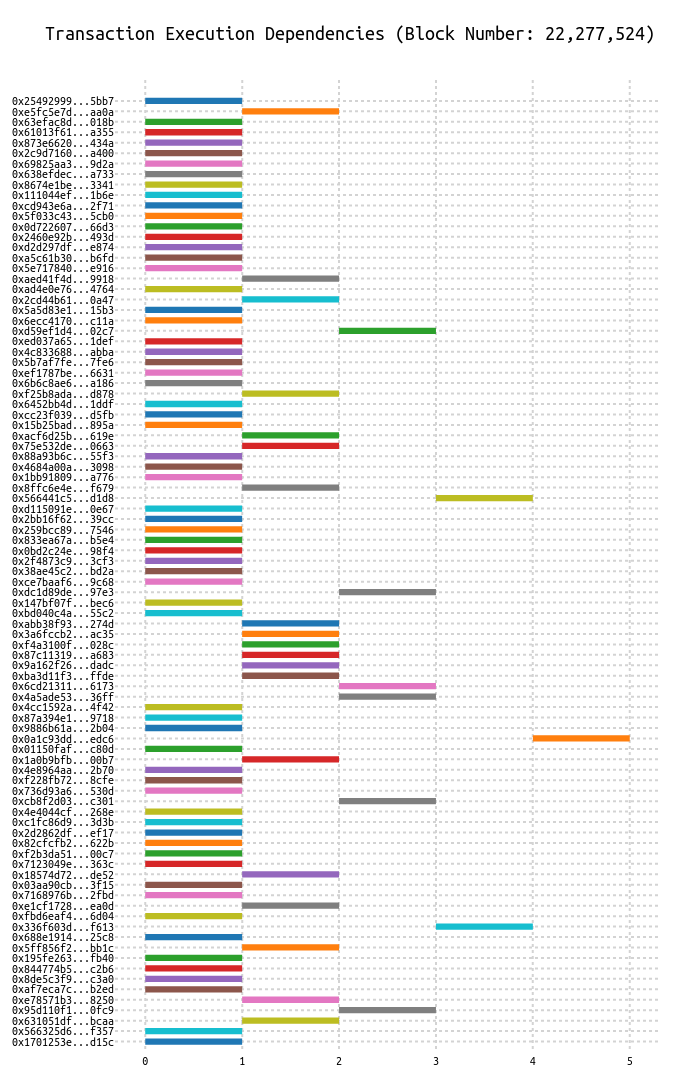 Transaction Execution Dependencies (Block Number: 22,277,524)
0x25492999...5bb7
0xe5fc5e7d...aa0a
0x63efac8d...018b
0x61013f61...a355
0x873e6620...434a
0x2c9d7160...a400
0x69825aa3...9d2a
0x638efdec...a733
0x8674e1be...3341
0x111044ef...1b6e
0xcd943e6a...2f71
0x5f033c43...5cb0
0x0d722607...66d3
0x2460e92b...493d
0xd2d297df...e874
0xa5c61b30...b6fd
0x5e717840...e916
0xaed41f4d...9918
0xad4e0e76...4764
0x2cd44b61...0a47
0x5a5d83e1...15b3
0x6ecc4170...c11a
0xd59ef1d4...02c7
0xed037a65...1def
0x4c833688...abba
0x5b7af7fe...7fe6
0xef1787be...6631
0x6b6c8ae6...a186
0xf25b8ada...d878
0x6452bb4d...1ddf
0xcc23f039...d5fb
0x15b25bad...895a
0xacf6d25b...619e
0x75e532de...0663
0x88a93b6c...55f3
0x4684a00a...3098
0x1bb91809...a776
0x8ffc6e4e...f679
0x566441c5...d1d8
0xd115091e...0e67
0x2bb16f62...39cc
0x259bcc89...7546
0x833ea67a...b5e4
0x0bd2c24e...98f4
0x2f4873c9...3cf3
0x38ae45c2...bd2a
0xce7baaf6...9c68
0xdc1d89de...97e3
0x147bf07f...bec6
0xbd040c4a...55c2
0xabb38f93...274d
0x3a6fccb2...ac35
0xf4a3100f...028c
0x87c11319...a683
0x9a162f26...dadc
0xba3d11f3...ffde
0x6cd21311...6173
0x4a5ade53...36ff
0x4cc1592a...4f42
0x87a394e1...9718
0x9886b61a...2b04
0x0a1c93dd...edc6
0x01150faf...c80d
0x1a0b9bfb...00b7
0x4e8964aa...2b70
0xf228fb72...8cfe
0x736d93a6...530d
0xcb8f2d03...c301
0x4e4044cf...268e
0xc1fc86d9...3d3b
0x2d2862df...ef17
0x82cfcfb2...622b
0xf2b3da51...00c7
0x7123049e...363c
0x18574d72...de52
0x03aa90cb...3f15
0x7168976b...2fbd
0xe1cf1728...ea0d
0xfbd6eaf4...6d04
0x336f603d...f613
0x688e1914...25c8
0x5ff856f2...bb1c
0x195fe263...fb40
0x844774b5...c2b6
0x8de5c3f9...c3a0
0xaf7eca7c...b2ed
0xe78571b3...8250
0x95d110f1...0fc9
0x631051df...bcaa
0x566325d6...f357
0x1701253e...d15c
0 1 2 3 4 5